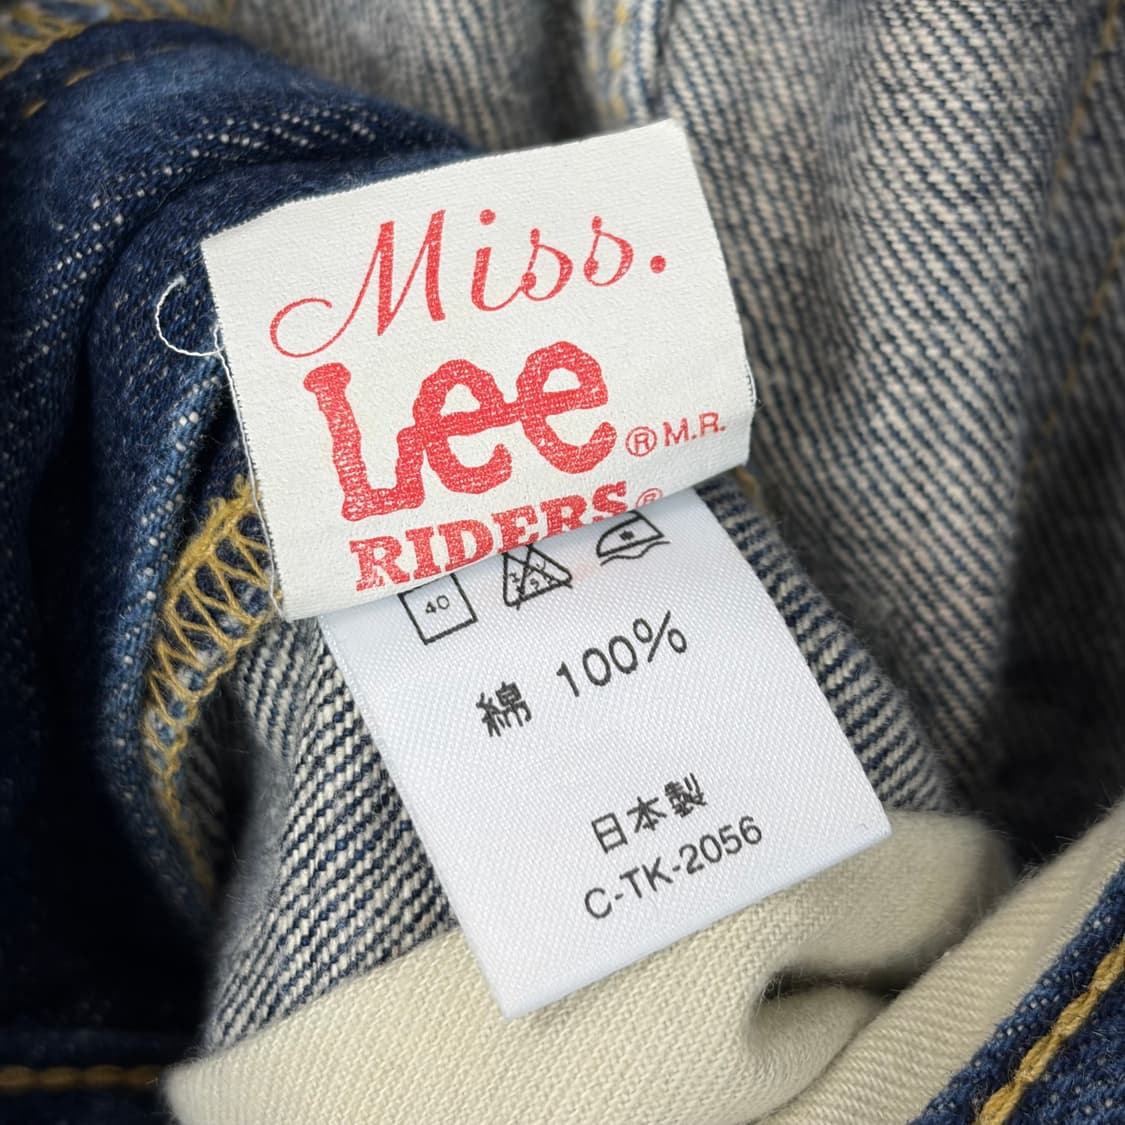 Miss.
Lee® M.R.
RIDERS®
40
綿 100%
日本製
C-TK-2056